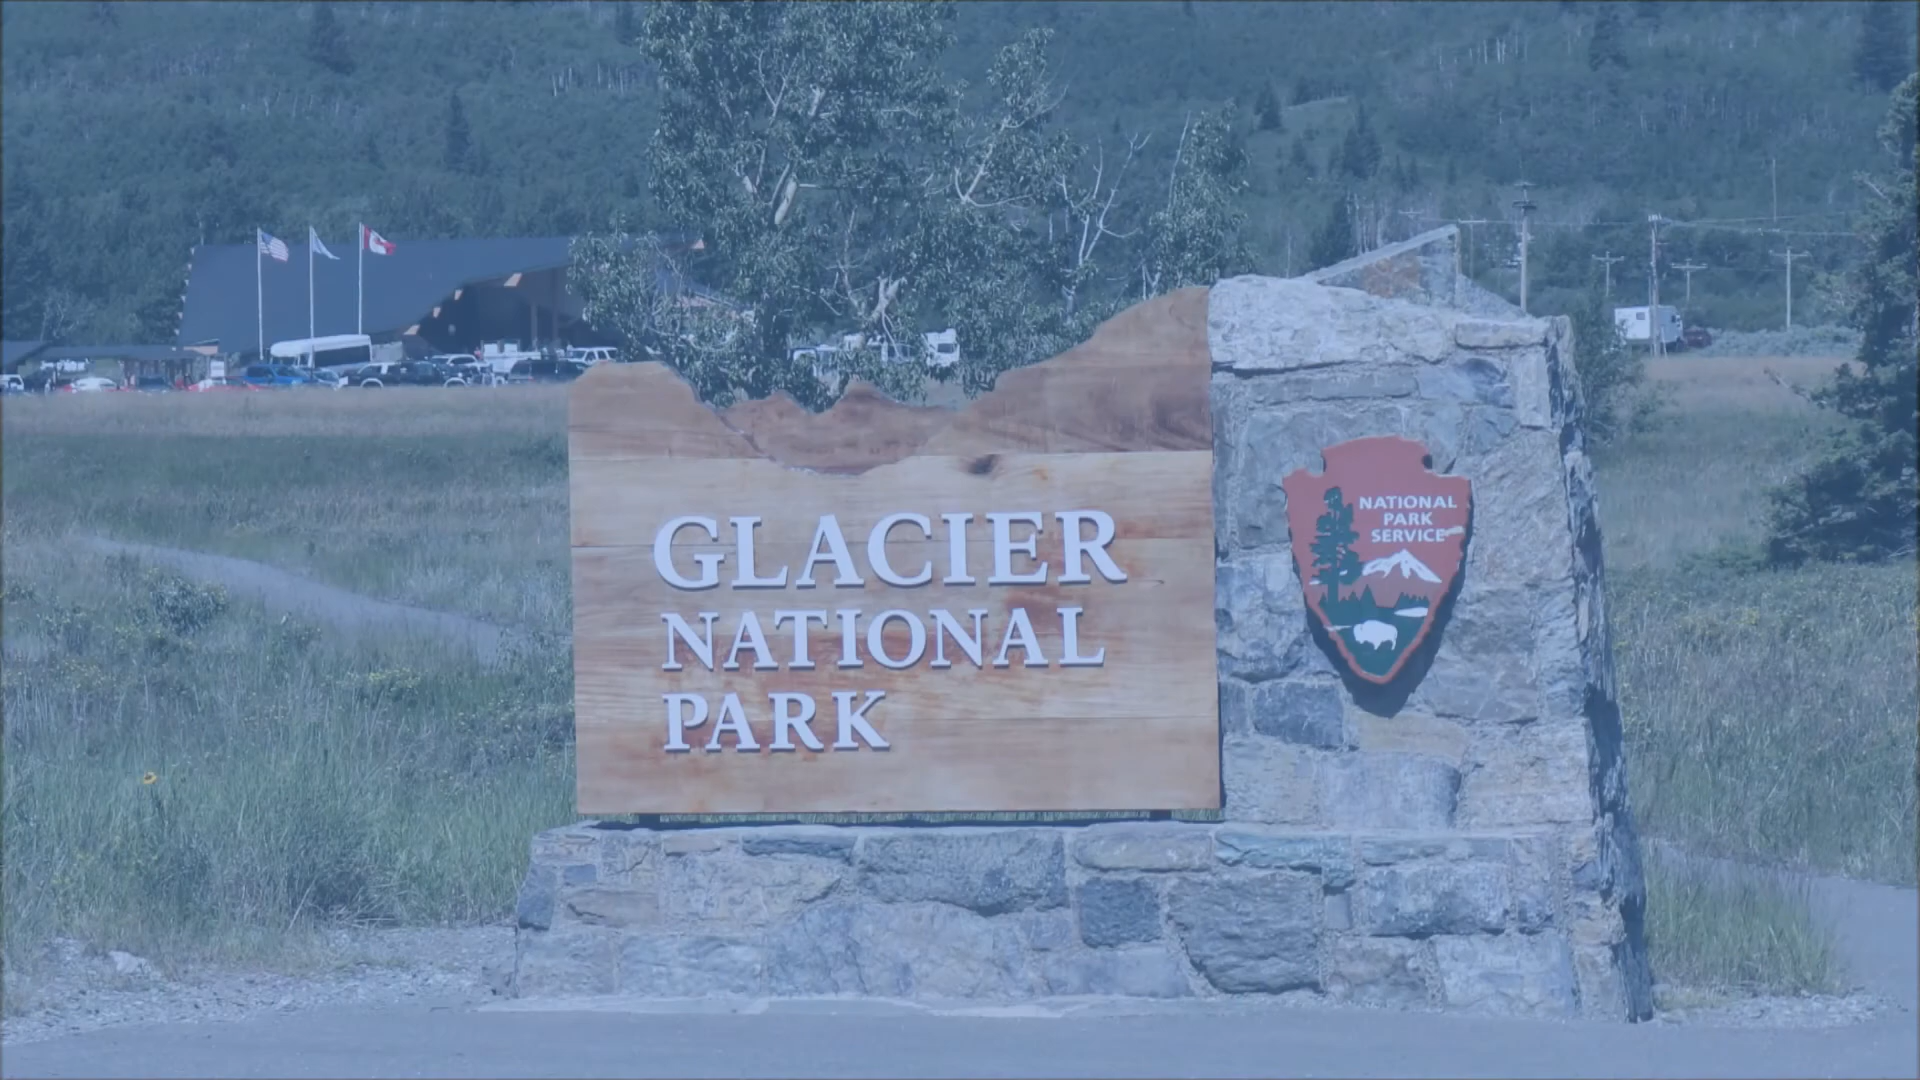 GLACIER
NATIONAL
PARK
NATIONAL
PARK
SERVICE